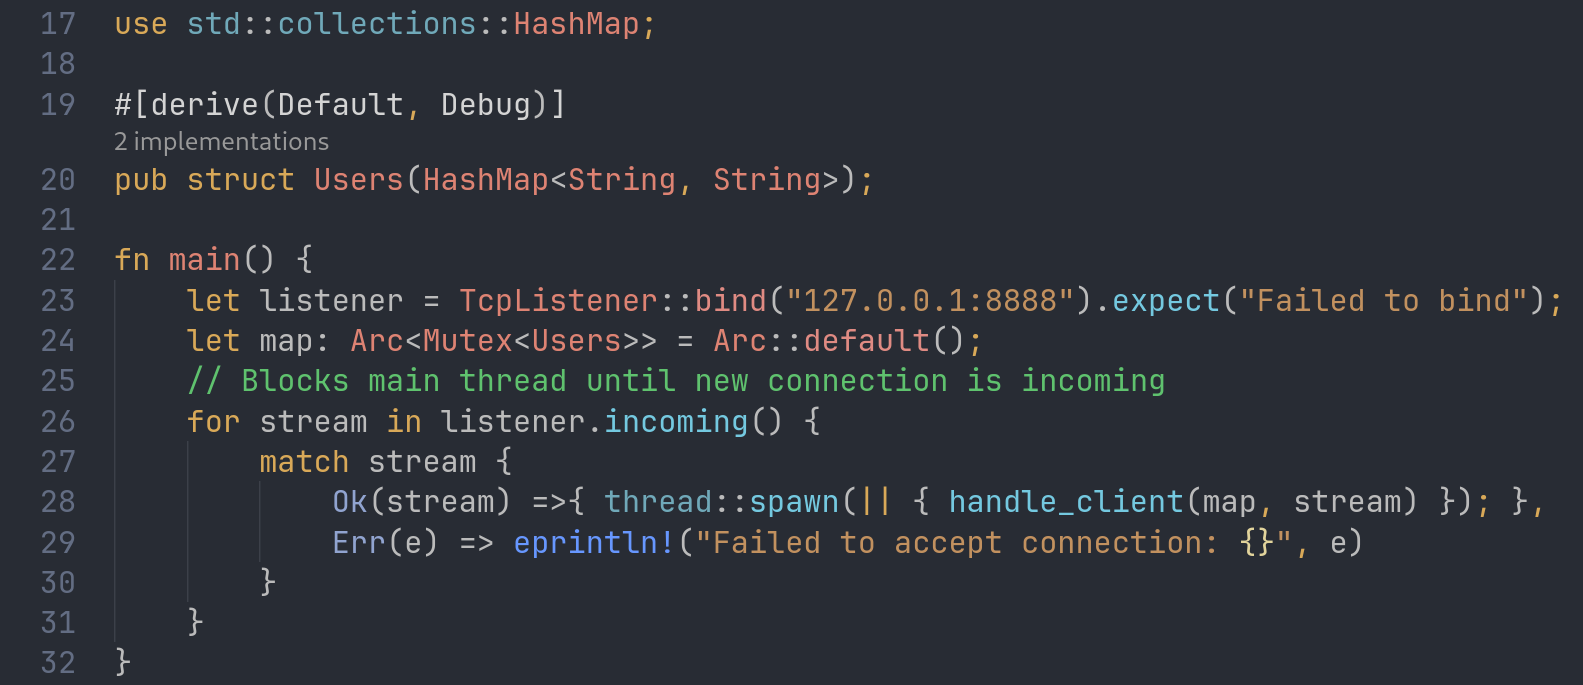 17 use std::collections::HashMap;
18
19 #[derive(Default, Debug)]
2 implementations
20 pub struct Users(HashMap<String, String>);
21
22 fn main() {
23     let listener = TcpListener::bind("127.0.0.1:8888").expect("Failed to bind");
24     let map: Arc<Mutex<Users>> = Arc::default();
25     // Blocks main thread until new connection is incoming
26     for stream in listener.incoming() {
27         match stream {
28             Ok(stream) =>{ thread::spawn(|| { handle_client(map, stream) }); },
29             Err(e) => eprintln!("Failed to accept connection: {}", e)
30         }
31     }
32 }